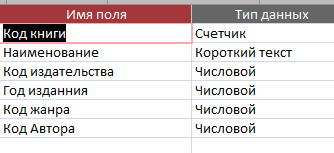 Имя поля Тип данных
Код книги Счетчик
Наименование Короткий текст
Код издательства Числовой
Год изданния Числовой
Код жанра Числовой
Код Автора Числовой